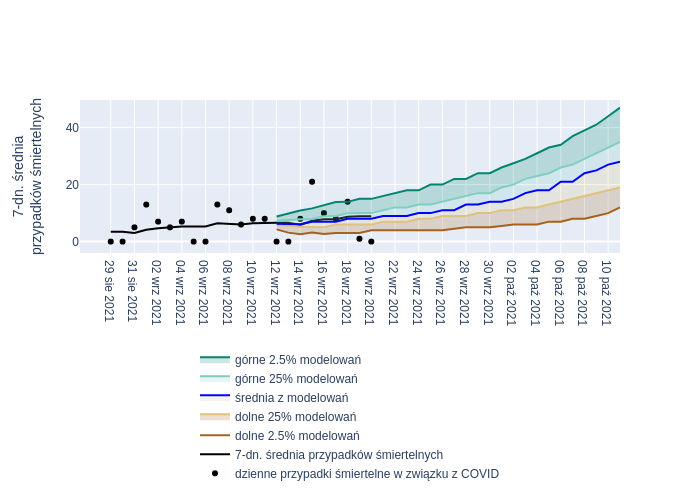 7-dn. średnia
przypadków śmiertelnych
40
20
0
29 sie 2021
31 sie 2021
02 wrz 2021
04 wrz 2021
06 wrz 2021
08 wrz 2021
10 wrz 2021
12 wrz 2021
14 wrz 2021
16 wrz 2021
18 wrz 2021
20 wrz 2021
22 wrz 2021
24 wrz 2021
26 wrz 2021
28 wrz 2021
30 wrz 2021
02 paź 2021
04 paź 2021
06 paź 2021
08 paź 2021
10 paź 2021
górne 2.5% modelowań
górne 25% modelowań
średnia z modelowań
dolne 25% modelowań
dolne 2.5% modelowań
7-dn. średnia przypadków śmiertelnych
dzienne przypadki śmiertelne w związku z COVID